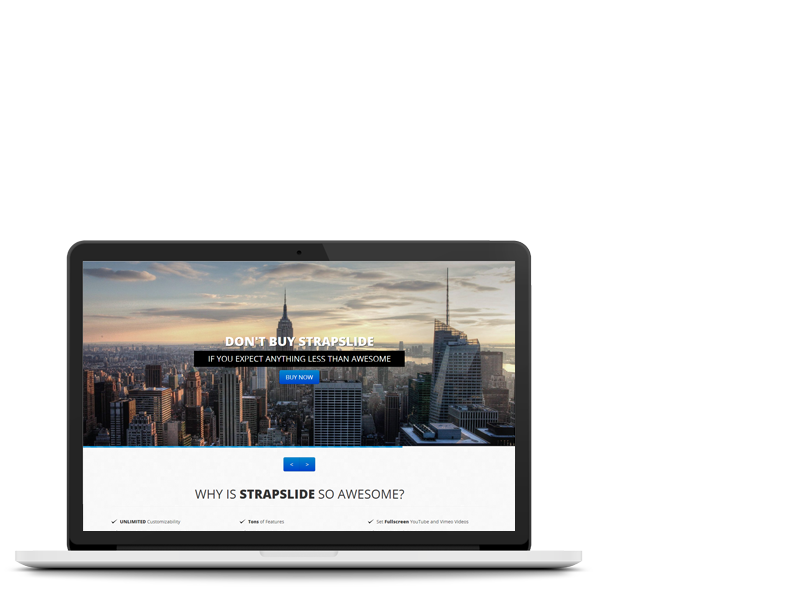 DON'T BUY STRAPSLIDE
IF YOU EXPECT ANYTHING LESS THAN AWESOME
BUY NOW
< >
WHY IS STRAPSLIDE SO AWESOME?
UNLIMITED Customizability
Tons of Features
Set Fullscreen YouTube and Vimeo Videos